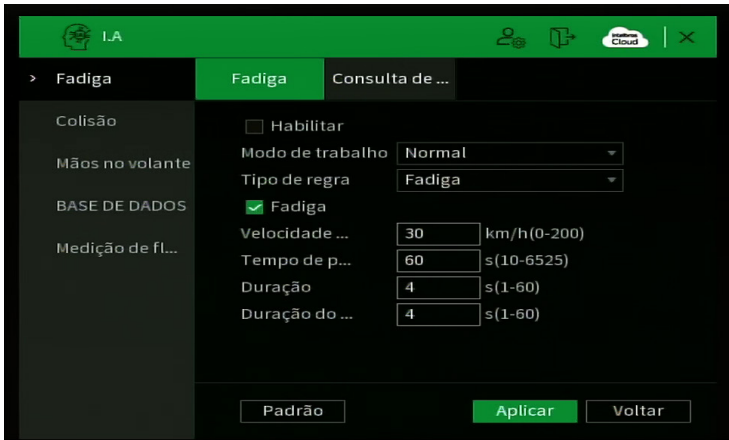 I.A
intelbras
Cloud
Fadiga
Colisão
Mãos no volante
BASE DE DADOS
Medição de fl...
Fadiga
Consulta de ...
Habilitar
Modo de trabalho Normal
Tipo de regra Fadiga
Fadiga
Velocidade ... 30 km/h(0-200)
Tempo de p... 60 s(10-6525)
Duração 4 s(1-60)
Duração do ... 4 s(1-60)
Padrão
Aplicar
Voltar